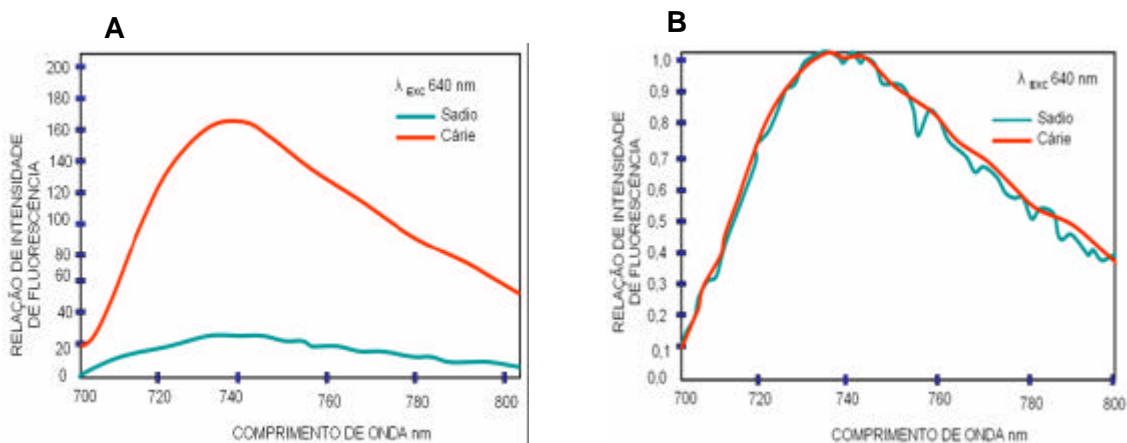 A
RELAÇÃO DE INTENSIDADE
DE FLUORESCÊNCIA
200
180
160
140
120
100
80
60
40
20
0
λ EXC 640 nm
Sadio
Cárie
700 720 740 760 780 800
COMPRIMENTO DE ONDA nm
B
RELAÇÃO DE INTENSIDADE
DE FLUORESCÊNCIA
1,0
0,9
0,8
0,7
0,6
0,5
0,4
0,3
0,2
0,1
0,0
λ EXC 640 nm
Sadio
Cárie
700 720 740 760 780 800
COMPRIMENTO DE ONDA nm